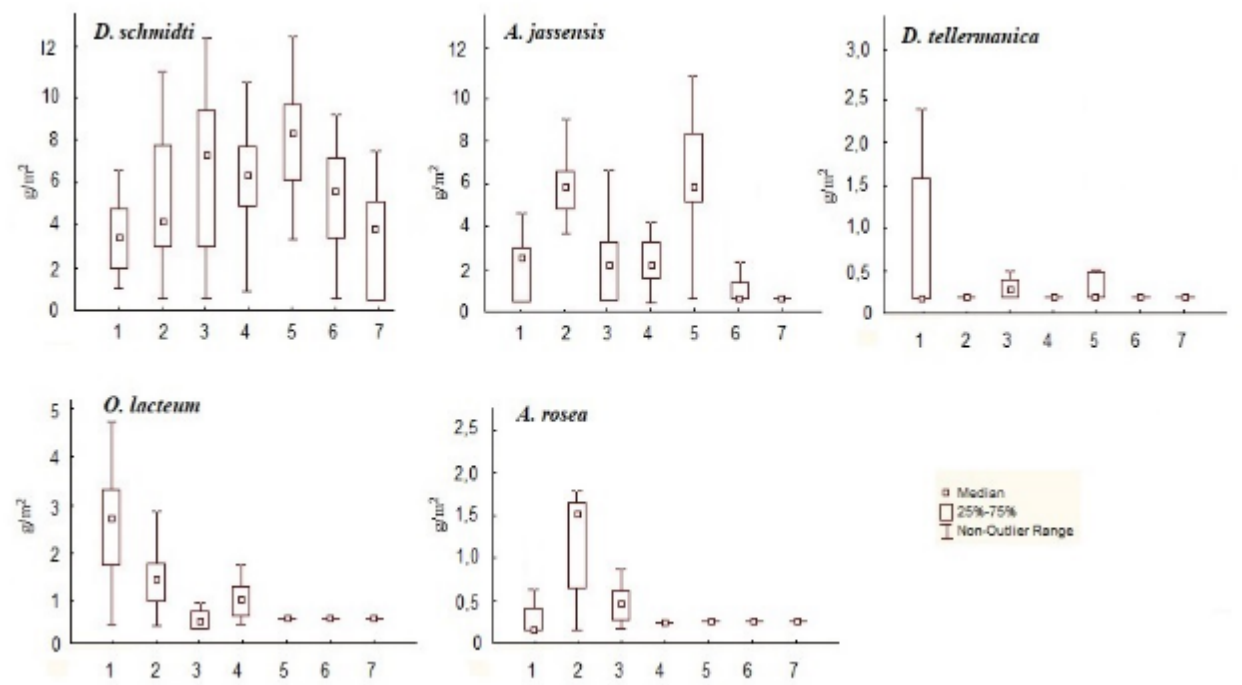 D. schmidti
12
10
8
6
4
2
0
g/m²
1 2 3 4 5 6 7
A. jassensis
12
10
8
6
4
2
0
g/m²
1 2 3 4 5 6 7
D. tellermanica
3,0
2,5
2,0
1,5
1,0
0,5
0
g/m²
1 2 3 4 5 6 7
O. lacteum
5
4
3
2
1
0
g/m²
1 2 3 4 5 6 7
A. rosea
2,5
2,0
1,5
1,0
0,5
0
g/m²
1 2 3 4 5 6 7
Median
25%-75%
Non-Outlier Range